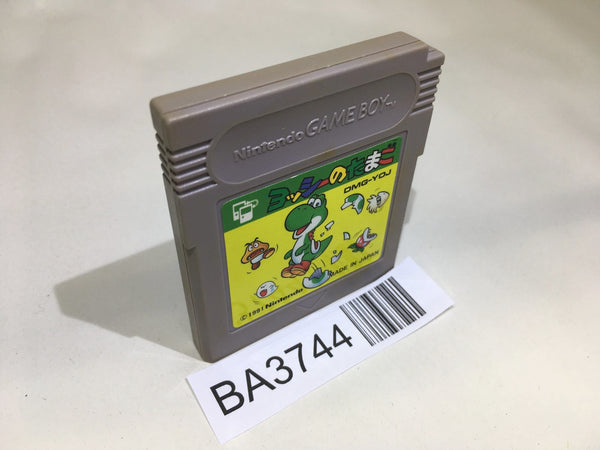 Nintendo GAME BOY TM
ヨッシーのたまご
DMG-YOJ
MADE IN JAPAN
©1991 Nintendo
BA3744